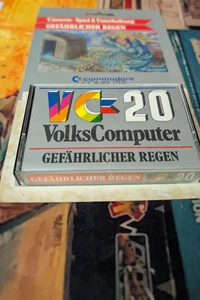 Cassette-Spiel & Unterhaltung
GEFÄHRLICHER REGEN
commodore
VC 20
VolksComputer
GEFÄHRLICHER REGEN
GEFÄHRLICHER REGEN
20